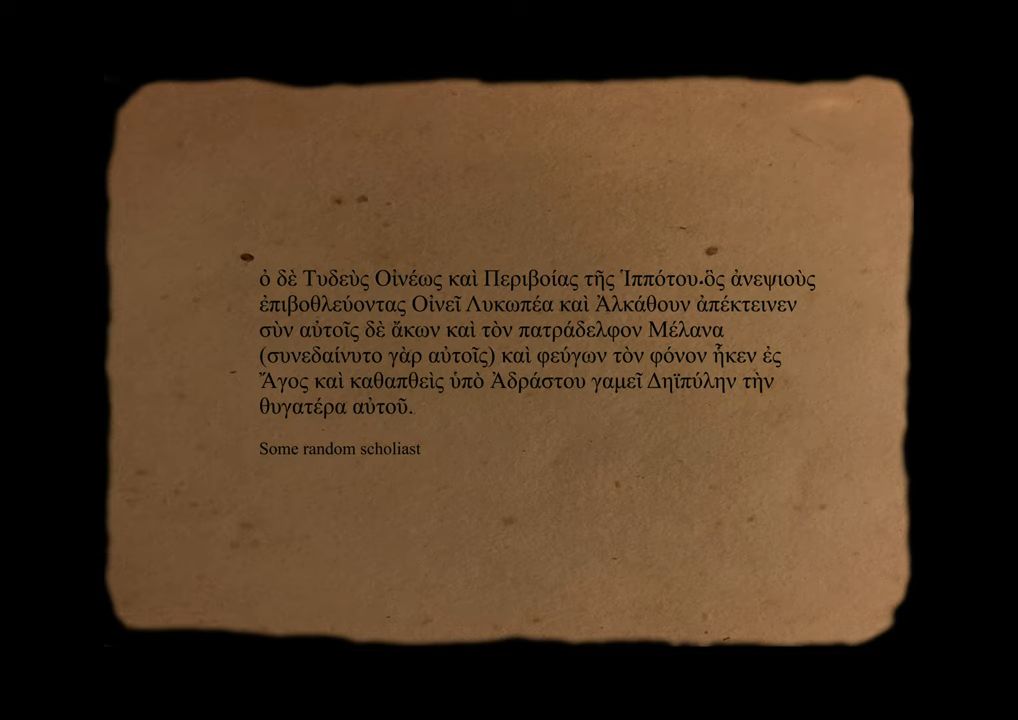 ὁ δὲ Τυδεὺς Οἰνέως καὶ Περιβοίας τῆς Ἱππότου·ὃς ἀνεψιοὺς
ἐπιβοθλεύοντας Οἰνεῖ Λυκωπέα καὶ Ἀλκάθουν ἀπέκτεινεν
σὺν αὐτοῖς δὲ ἄκων καὶ τὸν πατράδελφον Μέλανα
(συνεδαίνυτο γὰρ αὐτοῖς) καὶ φεύγων τὸν φόνον ἧκεν ἐς
Ἄγος καὶ καθαπθεὶς ὑπὸ Ἀδράστου γαμεῖ Δηϊπύλην τὴν
θυγατέρα αὐτοῦ.
Some random scholiast